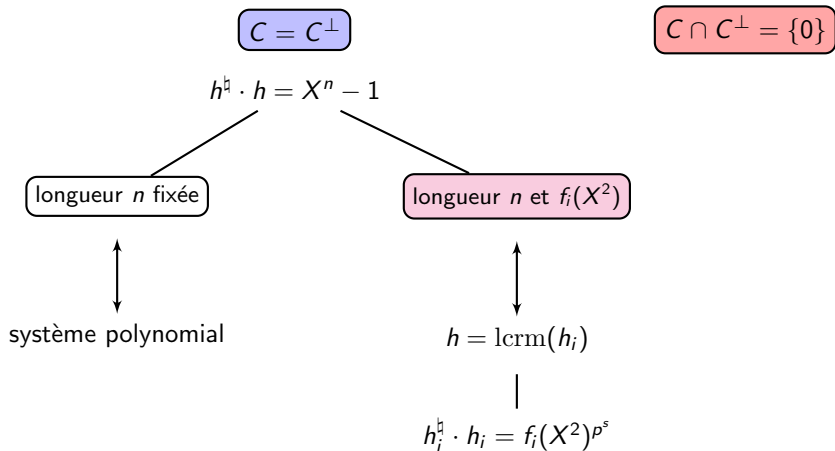 C = C^⊥
C ∩ C^⊥ = {0}
h^♮ · h = X^n − 1
longueur n fixée
longueur n et f_i(X^2)
système polynomial
h = lcrm(h_i)
h_i^♮ · h_i = f_i(X^2)^{p^s}